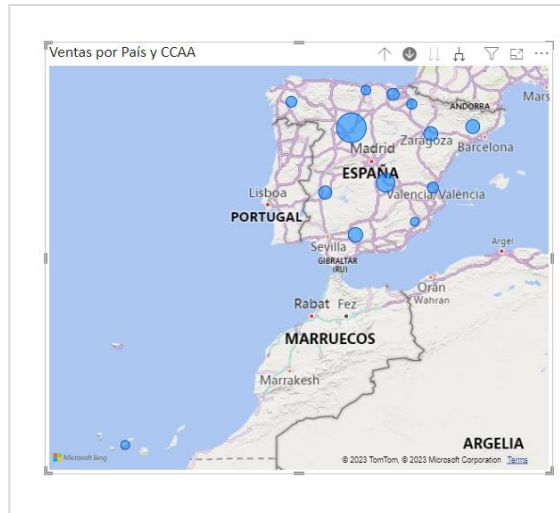 Ventas por País y CCAA
ANDORRA
Mars
Zaragoza
Barcelona
Madrid
ESPAÑA
Lisboa
Valencia/València
PORTUGAL
Sevilla
GIBRALTAR
(RU)
Argel
Orán
Wahran
Rabat
Fez
MARRUECOS
Marrakesh
ARGELIA
Microsoft Bing
© 2023 TomTom, © 2023 Microsoft Corporation Terms